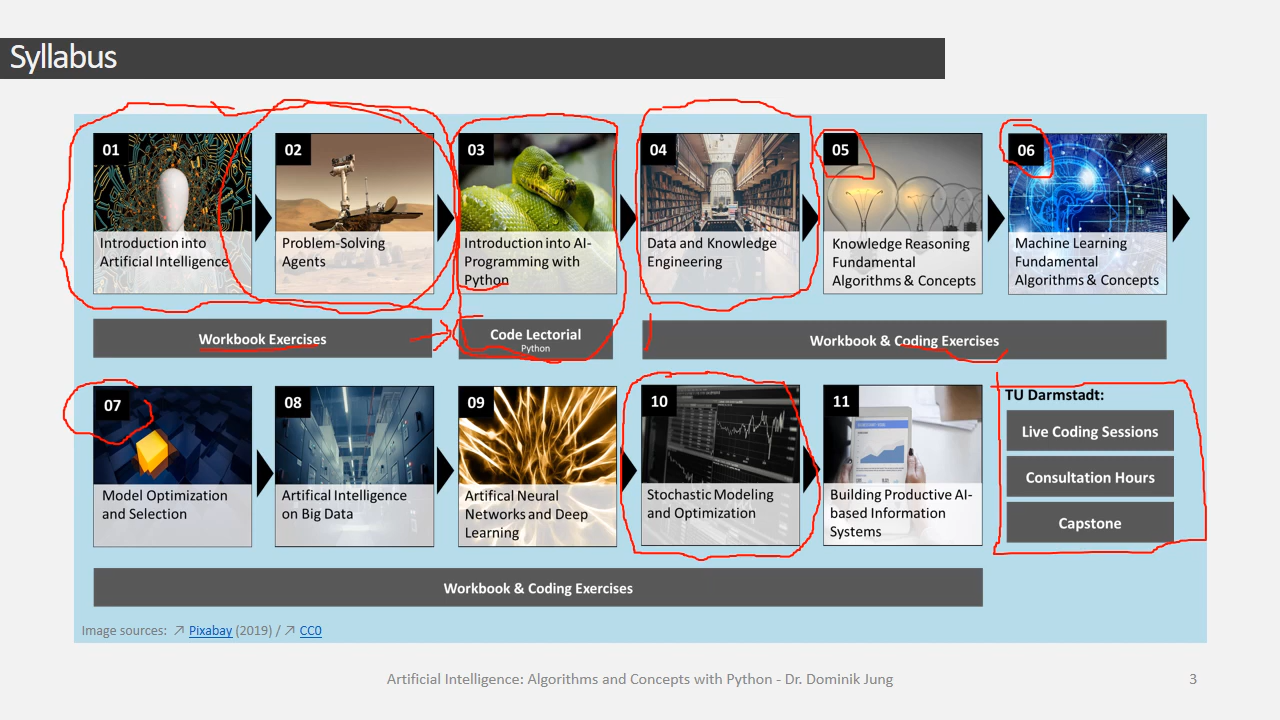 Syllabus
01
Introduction into
Artificial Intelligence
02
Problem-Solving
Agents
03
Introduction into AI-
Programming with
Python
04
Data and Knowledge
Engineering
05
Knowledge Reasoning
Fundamental
Algorithms & Concepts
06
Machine Learning
Fundamental
Algorithms & Concepts
Workbook Exercises
Code Lectorial
Python
Workbook & Coding Exercises
07
Model Optimization
and Selection
08
Artifical Intelligence
on Big Data
09
Artifical Neural
Networks and Deep
Learning
10
Stochastic Modeling
and Optimization
11
Building Productive AI-
based Information
Systems
TU Darmstadt:
Live Coding Sessions
Consultation Hours
Capstone
Workbook & Coding Exercises
Image sources: ↗ Pixabay (2019) / ↗ CC0
Artificial Intelligence: Algorithms and Concepts with Python - Dr. Dominik Jung
3